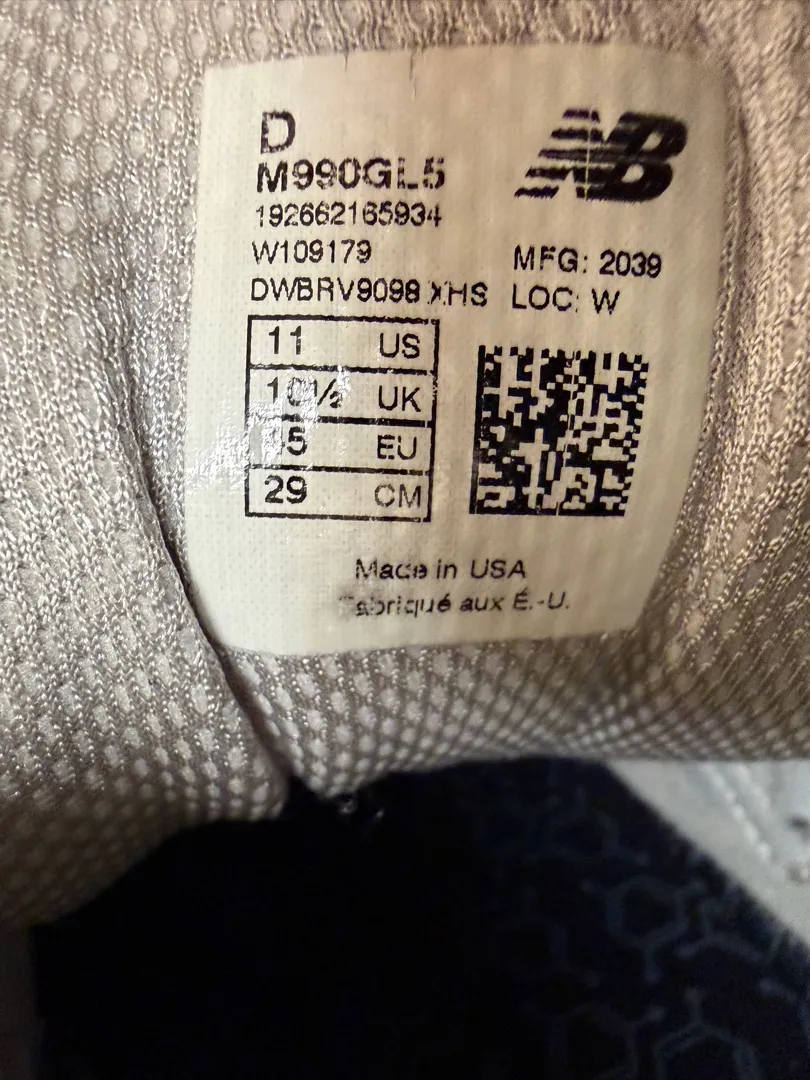 D
NB
M990GL5
192662165934
W109179
MFG: 2039
DWBRV9098 XHS
LOC: W
11 US
10½ UK
EU
29 CM
Made in USA
Fabriqué aux É.-U.